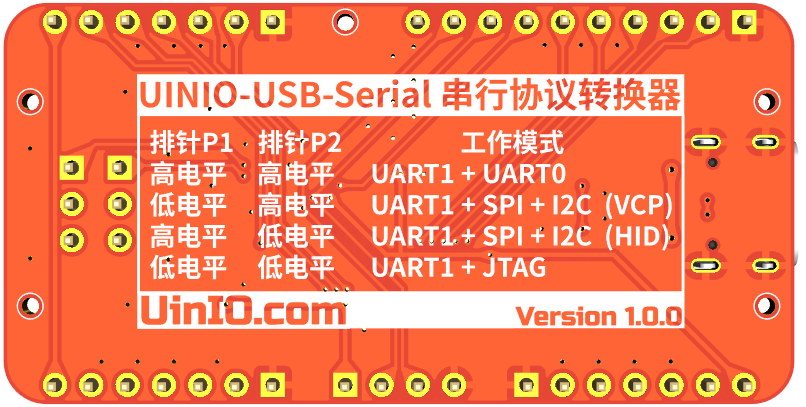 UINIO-USB-Serial 串行协议转换器
排针P1 排针P2 工作模式
高电平 高电平 UART1 + UART0
低电平 高电平 UART1 + SPI + I2C (VCP)
高电平 低电平 UART1 + SPI + I2C (HID)
低电平 低电平 UART1 + JTAG
UinIO.com Version 1.0.0